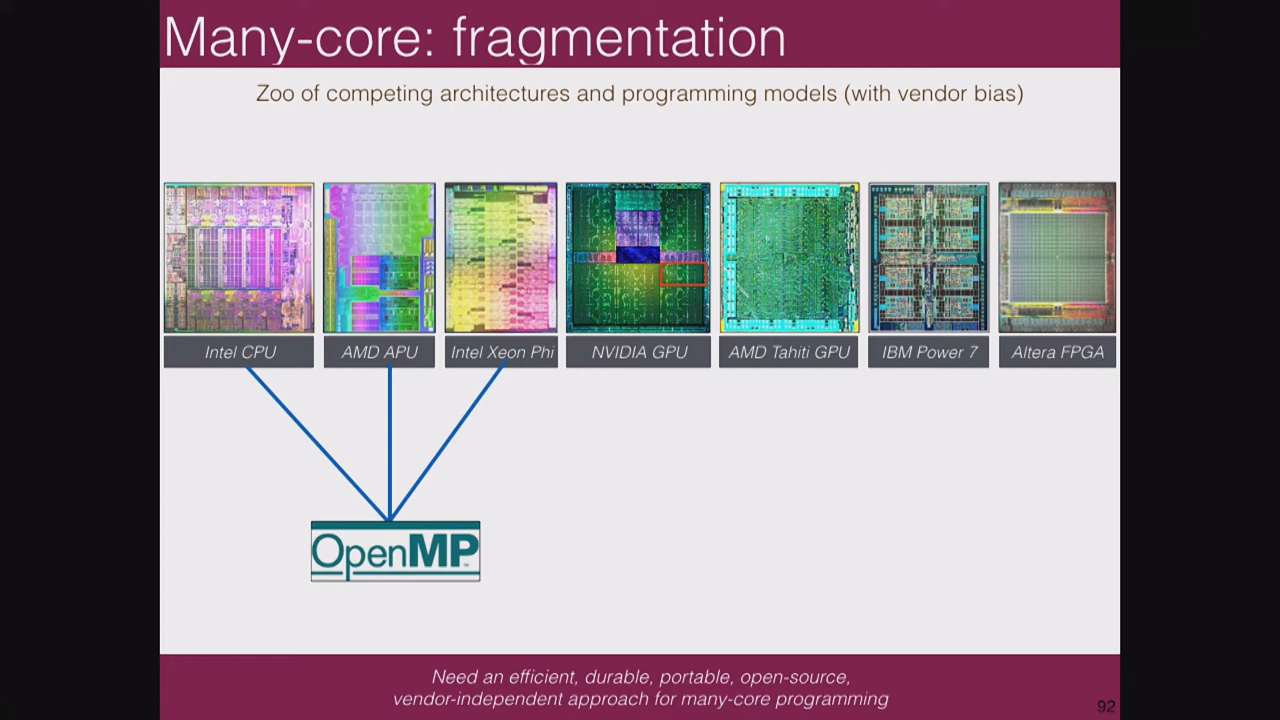 Many-core: fragmentation
Zoo of competing architectures and programming models (with vendor bias)
Intel CPU
AMD APU
Intel Xeon Phi
NVIDIA GPU
AMD Tahiti GPU
IBM Power 7
Altera FPGA
OpenMP™
Need an efficient, durable, portable, open-source,
vendor-independent approach for many-core programming
92